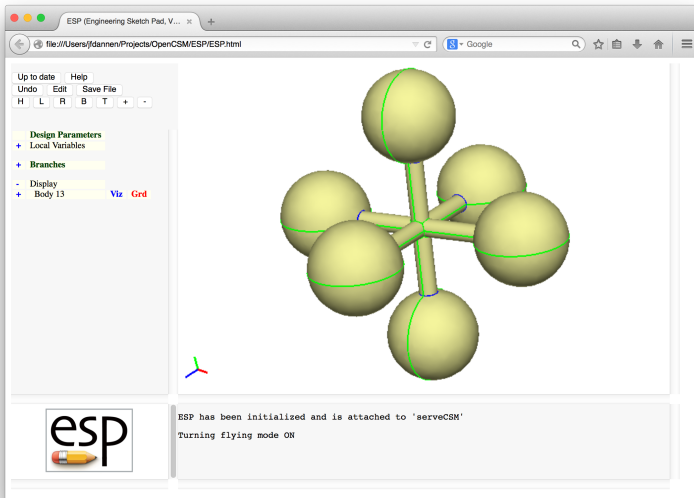 ESP (Engineering Sketch Pad, V...
file:///Users/jfdannen/Projects/OpenCSM/ESP/ESP.html
Google
Up to date Help
Undo Edit Save File
H L R B T + -
Design Parameters
+ Local Variables
+ Branches
- Display
+ Body 13 Viz Grd
esp
ESP has been initialized and is attached to 'serveCSM'
Turning flying mode ON